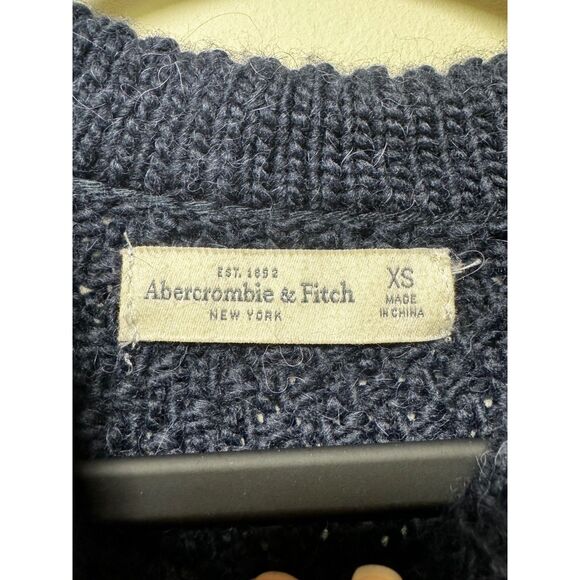 EST. 1892
Abercrombie & Fitch
NEW YORK
XS
MADE
IN CHINA